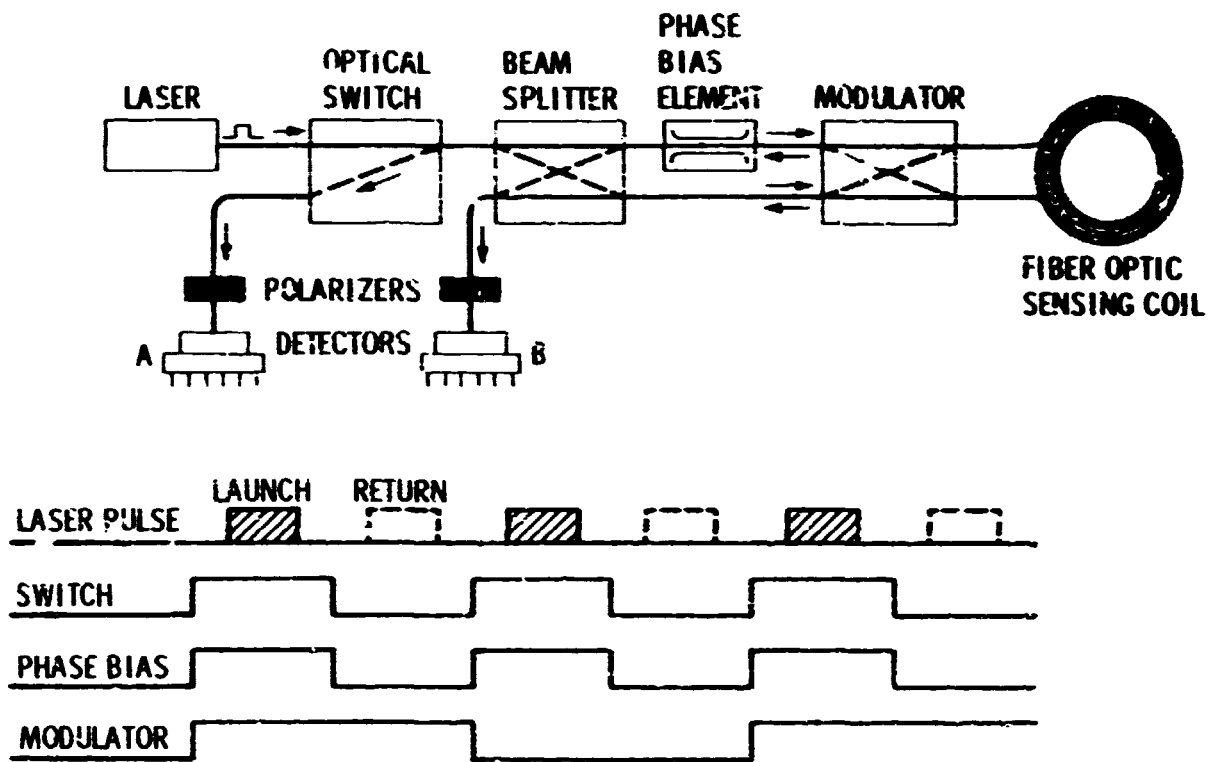 LASER
OPTICAL
SWITCH
BEAM
SPLITTER
PHASE
BIAS
ELEMENT
MODULATOR
FIBER OPTIC
SENSING COIL
POLARIZERS
A DETECTORS B
LAUNCH RETURN
LASER PULSE
SWITCH
PHASE BIAS
MODULATOR